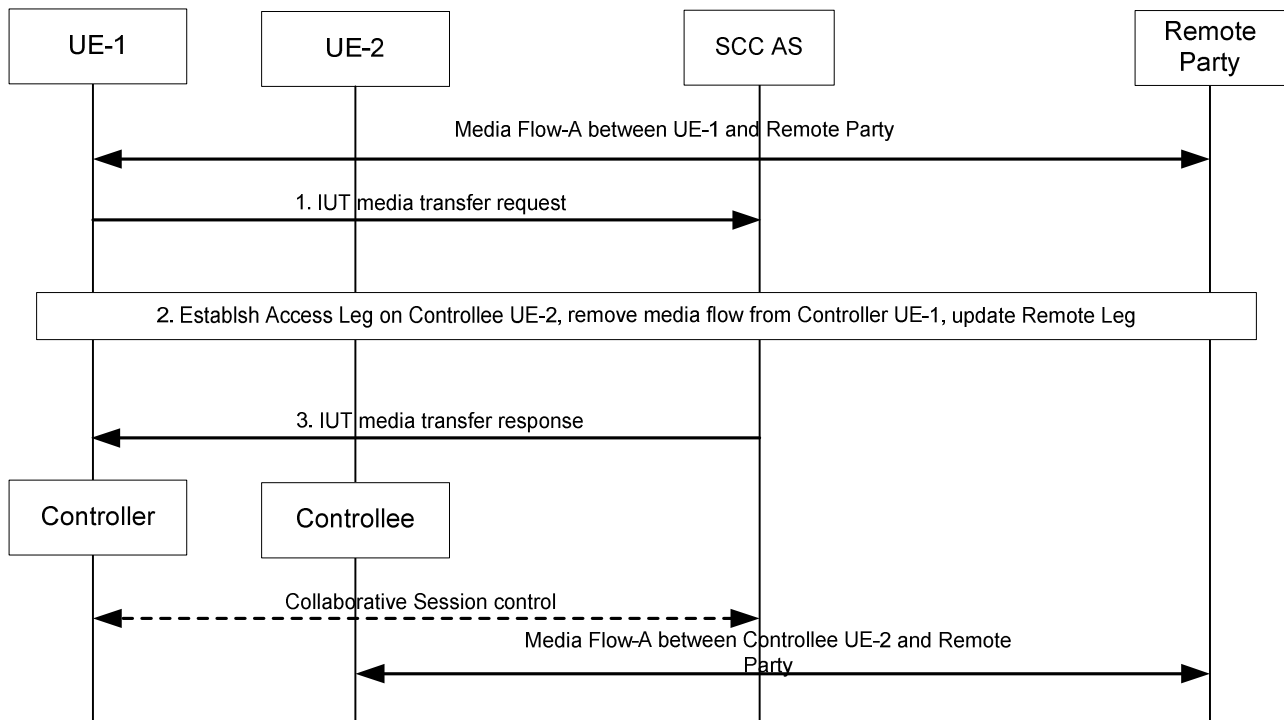 UE-1
UE-2
SCC AS
Remote
Party
Media Flow-A between UE-1 and Remote Party
1. IUT media transfer request
2. Establsh Access Leg on Controllee UE-2, remove media flow from Controller UE-1, update Remote Leg
3. IUT media transfer response
Controller
Controllee
Collaborative Session control
Media Flow-A between Controllee UE-2 and Remote
Party